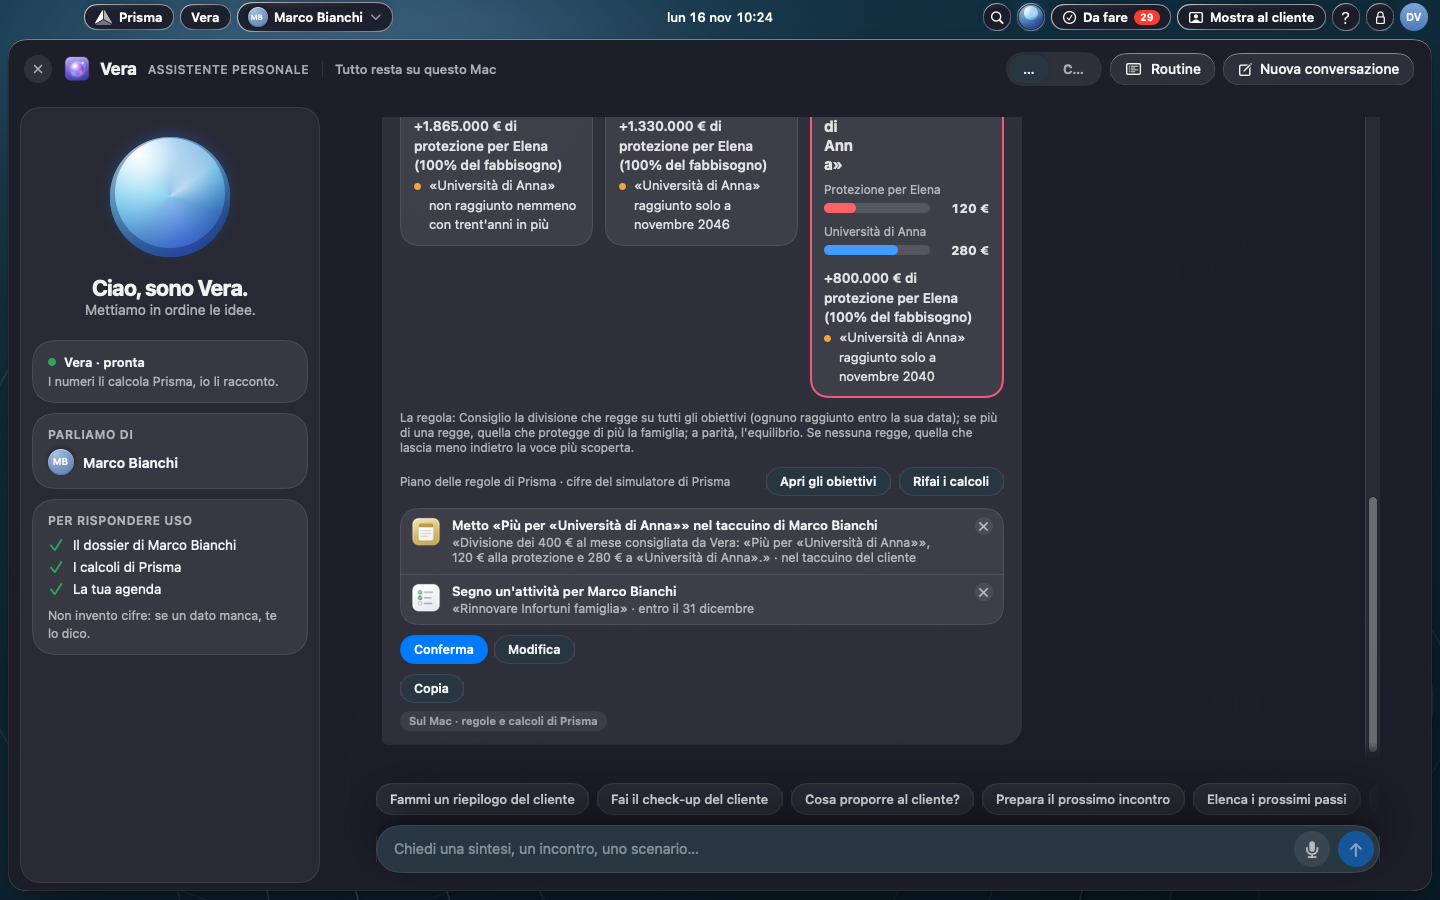 Prisma
Vera
MB Marco Bianchi
lun 16 nov 10:24
Da fare 29
Mostra al cliente
?
DV
Vera ASSISTENTE PERSONALE
Tutto resta su questo Mac
...
C...
Routine
Nuova conversazione
Ciao, sono Vera.
Mettiamo in ordine le idee.
Vera · pronta
I numeri li calcola Prisma, io li racconto.
PARLIAMO DI
MB Marco Bianchi
PER RISPONDERE USO
Il dossier di Marco Bianchi
I calcoli di Prisma
La tua agenda
Non invento cifre: se un dato manca, te
lo dico.
+1.865.000 € di
protezione per Elena
(100% del fabbisogno)
«Università di Anna»
non raggiunto nemmeno
con trent'anni in più
+1.330.000 € di
protezione per Elena
(100% del fabbisogno)
«Università di Anna»
raggiunto solo a
novembre 2046
di
Ann
a»
Protezione per Elena
120 €
Università di Anna
280 €
+800.000 € di
protezione per Elena
(100% del fabbisogno)
«Università di Anna»
raggiunto solo a
novembre 2040
La regola: Consiglio la divisione che regge su tutti gli obiettivi (ognuno raggiunto entro la sua data); se più
di una regge, quella che protegge di più la famiglia; a parità, l'equilibrio. Se nessuna regge, quella che
lascia meno indietro la voce più scoperta.
Piano delle regole di Prisma · cifre del simulatore di Prisma
Apri gli obiettivi
Rifai i calcoli
Metto «Più per «Università di Anna»» nel taccuino di Marco Bianchi
«Divisione dei 400 € al mese consigliata da Vera: «Più per «Università di Anna»»,
120 € alla protezione e 280 € a «Università di Anna».» · nel taccuino del cliente
Segno un'attività per Marco Bianchi
«Rinnovare Infortuni famiglia» · entro il 31 dicembre
Conferma
Modifica
Copia
Sul Mac · regole e calcoli di Prisma
Fammi un riepilogo del cliente
Fai il check-up del cliente
Cosa proporre al cliente?
Prepara il prossimo incontro
Elenca i prossimi passi
Chiedi una sintesi, un incontro, uno scenario...